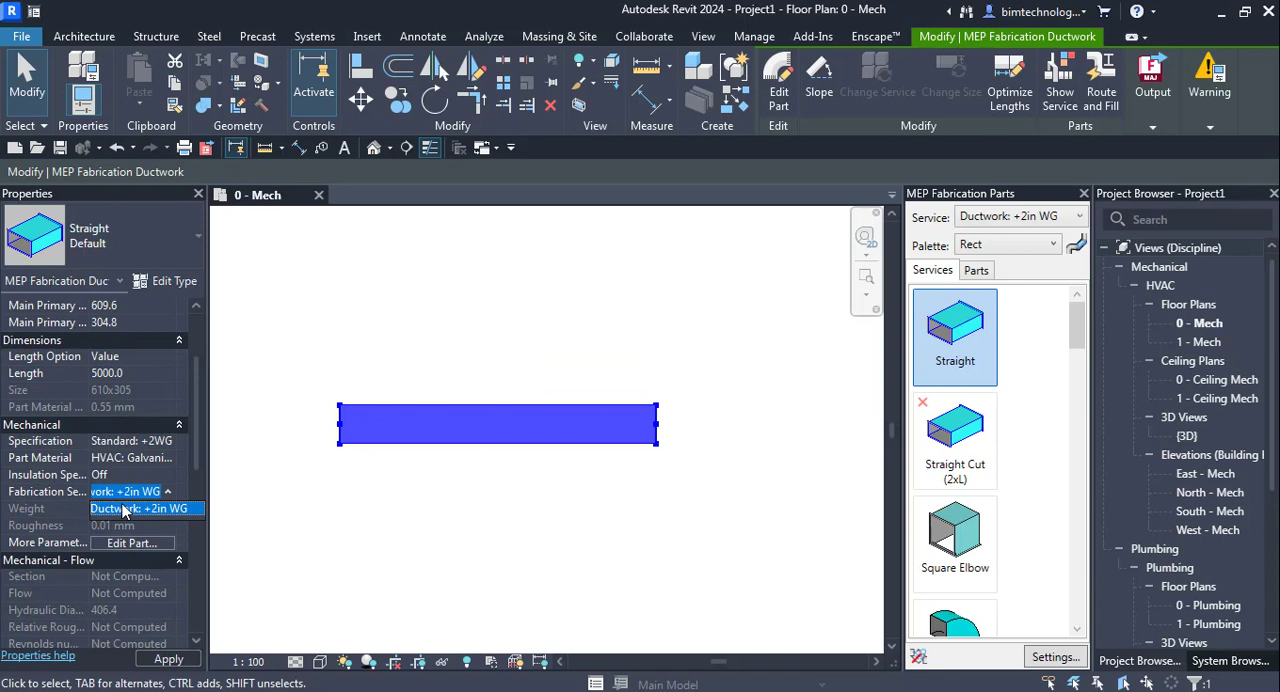 R
Autodesk Revit 2024 - Project1 - Floor Plan: 0 - Mech
bimtechnolog...
File Architecture Structure Steel Precast Systems Insert Annotate Analyze Massing & Site Collaborate View Manage Add-Ins Enscape™ Modify | MEP Fabrication Ductwork
Modify
Paste
Activate
Edit Part
Slope
Change Service
Change Size
Optimize Lengths
Show Service
Route and Fill
Output
Warning
Select Properties Clipboard Geometry Controls Modify View Measure Create Edit Modify Parts
Modify | MEP Fabrication Ductwork
Properties
0 - Mech
MEP Fabrication Parts
Project Browser - Project1
Straight
Default
MEP Fabrication Duc
Edit Type
Main Primary ... 609.6
Main Primary ... 304.8
Dimensions
Length Option Value
Length 5000.0
Size 610x305
Part Material ... 0.55 mm
Mechanical
Specification Standard: +2WG
Part Material HVAC: Galvani...
Insulation Spe... Off
Fabrication Se... work: +2in WG
Weight Ductwork: +2in WG
Roughness 0.01 mm
More Paramet... Edit Part...
Mechanical - Flow
Section Not Compu...
Flow Not Computed
Hydraulic Dia... 406.4
Relative Roug... Not Computed
Reynolds nu... Not Computed
Properties help
Apply
2D
Service: Ductwork: +2in WG
Palette: Rect
Services Parts
Straight
Straight Cut
(2xL)
Square Elbow
Settings...
Search
Views (Discipline)
Mechanical
HVAC
Floor Plans
0 - Mech
1 - Mech
Ceiling Plans
0 - Ceiling Mech
1 - Ceiling Mech
3D Views
{3D}
Elevations (Building I
East - Mech
North - Mech
South - Mech
West - Mech
Plumbing
Plumbing
Floor Plans
0 - Plumbing
1 - Plumbing
3D Views
Project Browse... System Brows...
1 : 100
Click to select, TAB for alternates, CTRL adds, SHIFT unselects.
Main Model
:1